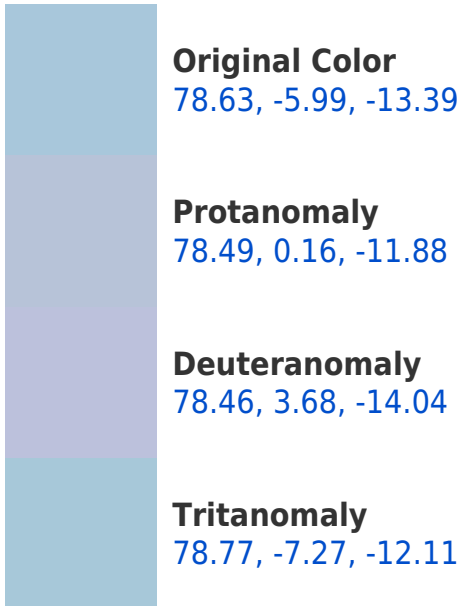 Original Color
78.63, -5.99, -13.39
Protanomaly
78.49, 0.16, -11.88
Deuteranomaly
78.46, 3.68, -14.04
Tritanomaly
78.77, -7.27, -12.11